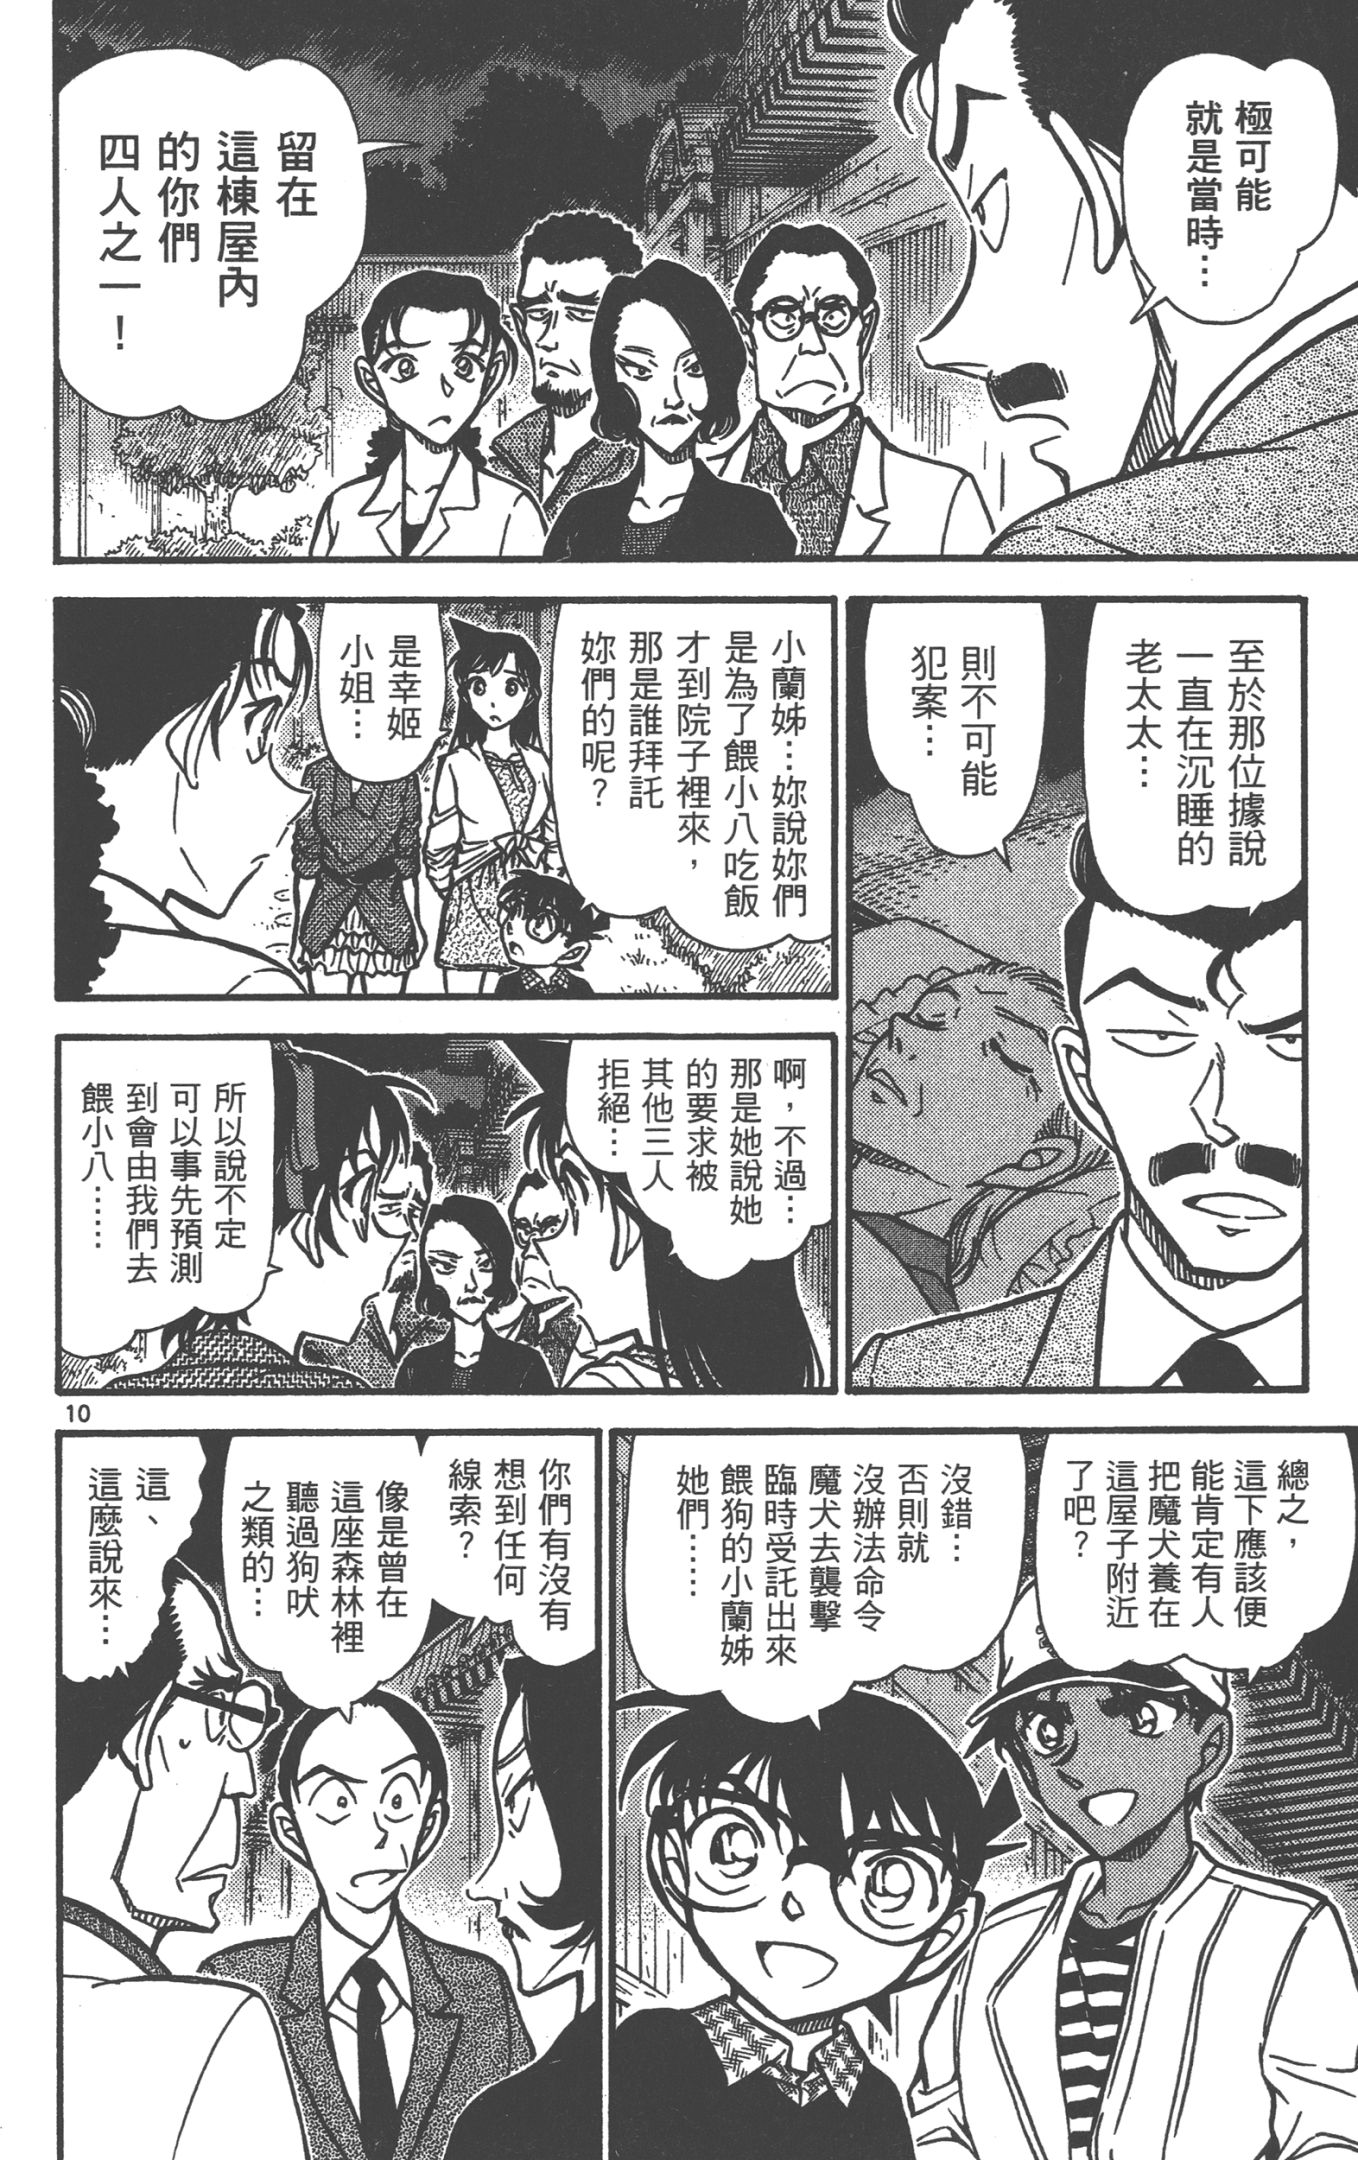 極可能
就是當時…
留在
這棟屋內
的你們
四人之一！
至於那位據說
一直在沉睡的
老太太…
則不可能
犯案…
小蘭姊…妳說妳們
是為了餵小八吃飯
才到院子裡來，
那是誰拜託
妳們的呢？
是幸姬
小姐…
啊，不過…
那是她說她
的要求被
其他三人
拒絕…
所以說不定
可以事先預測
到會由我們去
餵小八……
10
總之，
這下應該便
能肯定有人
把魔犬養在
這屋子附近
了吧？
沒錯…
否則就
沒辦法命令
魔犬去襲擊
臨時受託出來
餵狗的小蘭姊
她們……
你們有沒有
想到任何
線索？
像是曾在
這座森林裡
聽過狗吠
之類的…
這、
這麼說來…